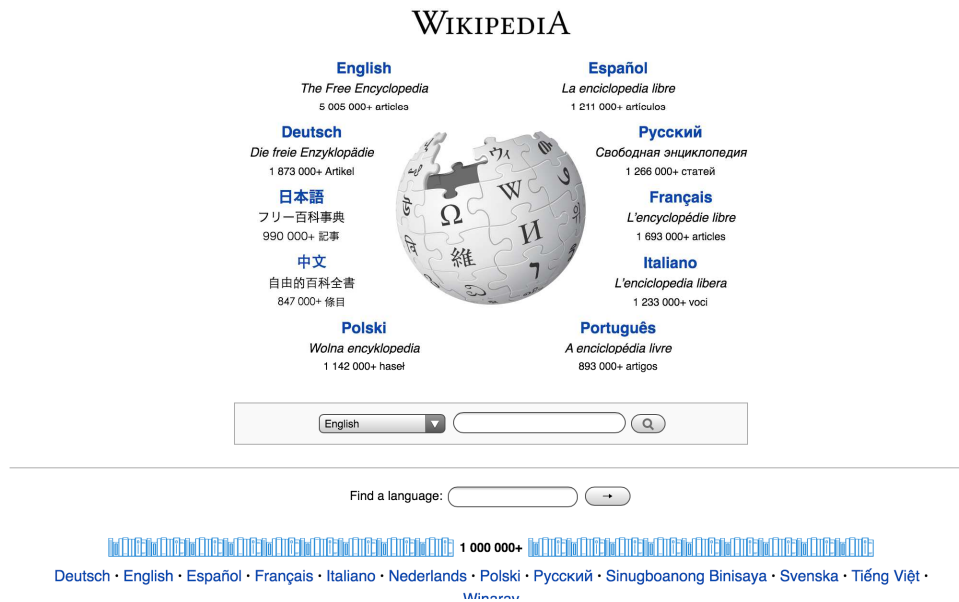 WIKIPEDIA
English
The Free Encyclopedia
5 005 000+ articles
Español
La enciclopedia libre
1 211 000+ artículos
Deutsch
Die freie Enzyklopädie
1 873 000+ Artikel
Русский
Свободная энциклопедия
1 266 000+ статей
日本語
フリー百科事典
990 000+ 記事
Français
L'encyclopédie libre
1 693 000+ articles
中文
自由的百科全書
847 000+ 條目
Italiano
L'enciclopedia libera
1 233 000+ voci
Polski
Wolna encyklopedia
1 142 000+ haseł
Português
A enciclopédia livre
893 000+ artigos
Ω
W
И
維
ウィ
English
Find a language:
→
1 000 000+
Deutsch · English · Español · Français · Italiano · Nederlands · Polski · Русский · Sinugboanong Binisaya · Svenska · Tiếng Việt ·
Winaray